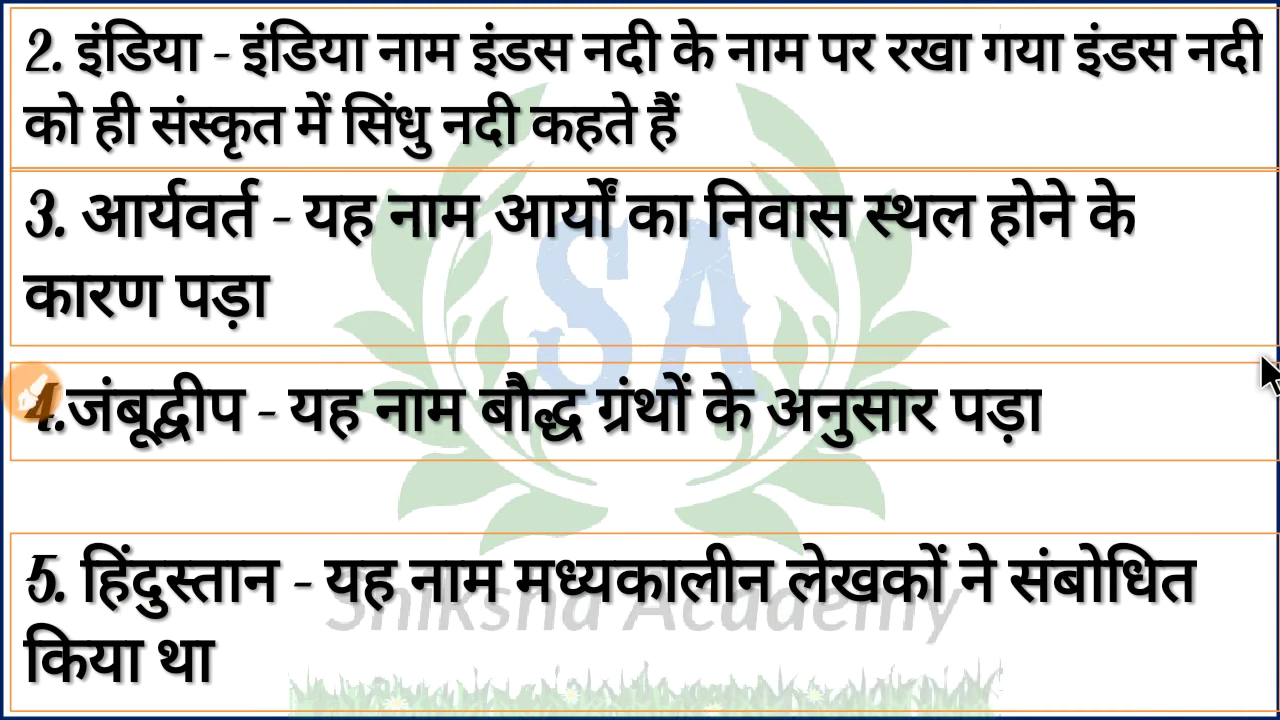 2. इंडिया - इंडिया नाम इंडस नदी के नाम पर रखा गया इंडस नदी
को ही संस्कृत में सिंधु नदी कहते हैं
3. आर्यवर्त - यह नाम आर्यों का निवास स्थल होने के
कारण पड़ा
SA
4.जंबूद्वीप - यह नाम बौद्ध ग्रंथों के अनुसार पड़ा
5. हिंदुस्तान - यह नाम मध्यकालीन लेखकों ने संबोधित
Shiksha Academy
किया था